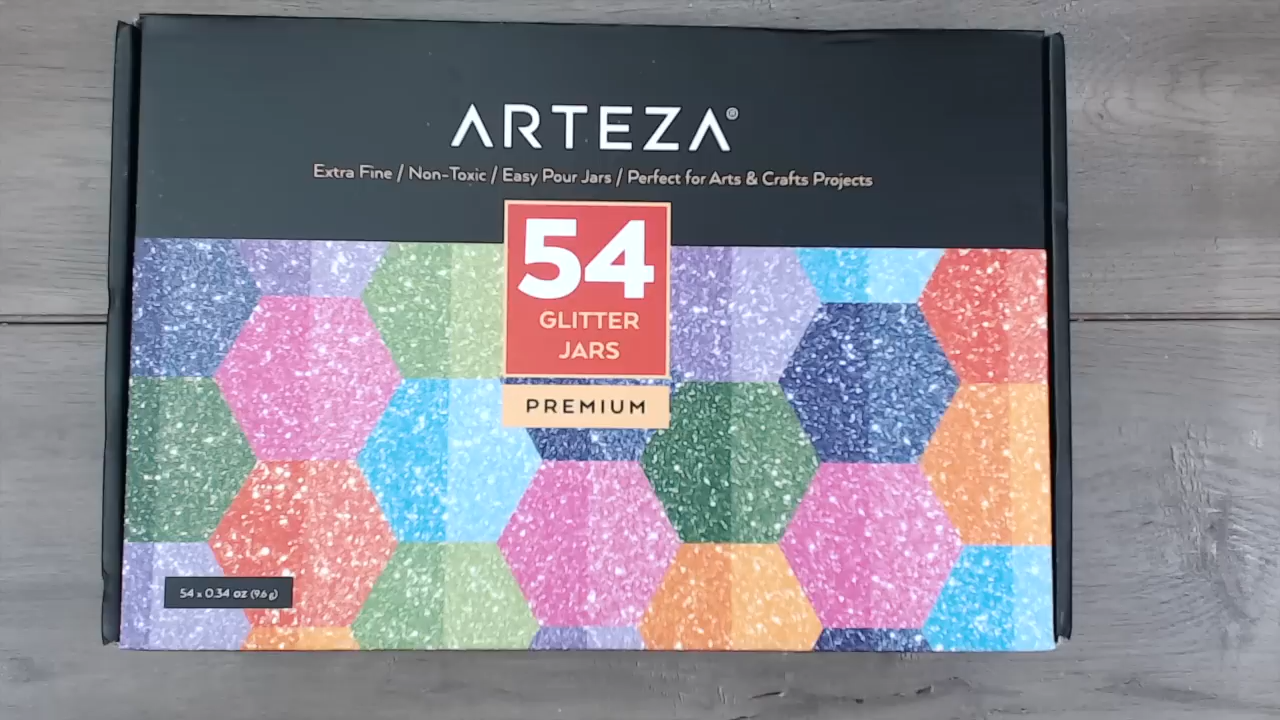 ARTEZA®
Extra Fine / Non-Toxic / Easy Pour Jars / Perfect for Arts & Crafts Projects
54
GLITTER
JARS
PREMIUM
54 x 0.34 oz (9.6 g)